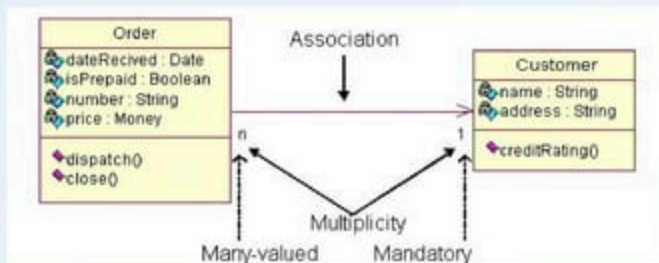 Order
dateRecived : Date
isPrepaid : Boolean
number : String
price : Money
dispatch()
close()
Association
Customer
name : String
address : String
creditRating()
n
1
Multiplicity
Many-valued
Mandatory